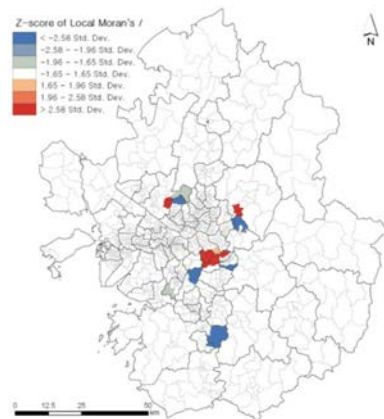 Z-score of Local Moran's I
< -2.58 Std. Dev.
-2.58 - -1.96 Std. Dev.
-1.96 - -1.65 Std. Dev.
-1.65 - 1.65 Std. Dev.
1.65 - 1.96 Std. Dev.
1.96 - 2.58 Std. Dev.
> 2.58 Std. Dev.
N
0 12.5 25 50
km